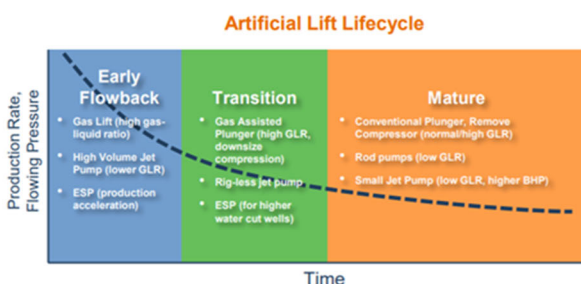 Artificial Lift Lifecycle
Production Rate,
Flowing Pressure
Early
Flowback
• Gas Lift (high gas-
liquid ratio)
• High Volume Jet
Pump (lower GLR)
• ESP (production
acceleration)
Transition
• Gas Assisted
Plunger (high GLR,
downsize
compression)
• Rig-less jet pump
• ESP (for higher
water cut wells)
Mature
• Conventional Plunger, Remove
Compressor (normal/high GLR)
• Rod pumps (low GLR)
• Small Jet Pump (low GLR, higher BHP)
Time